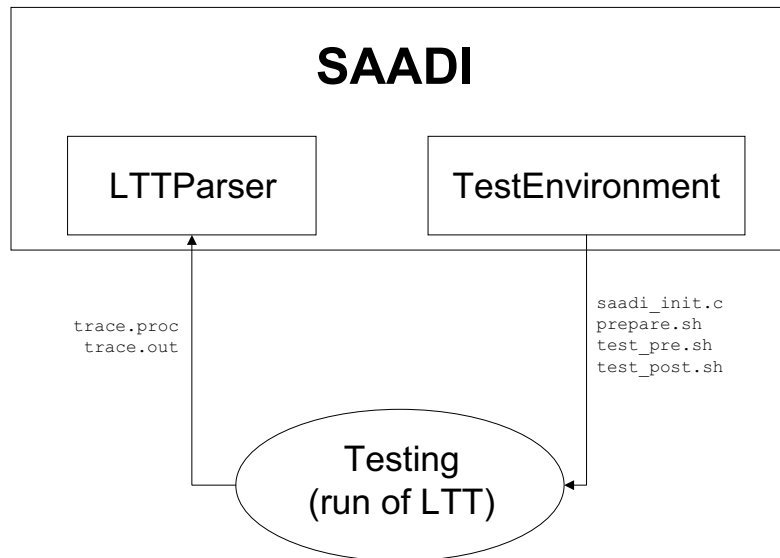 SAADI
LTTParser
TestEnvironment
trace.proc
trace.out
saadi_init.c
prepare.sh
test_pre.sh
test_post.sh
Testing
(run of LTT)